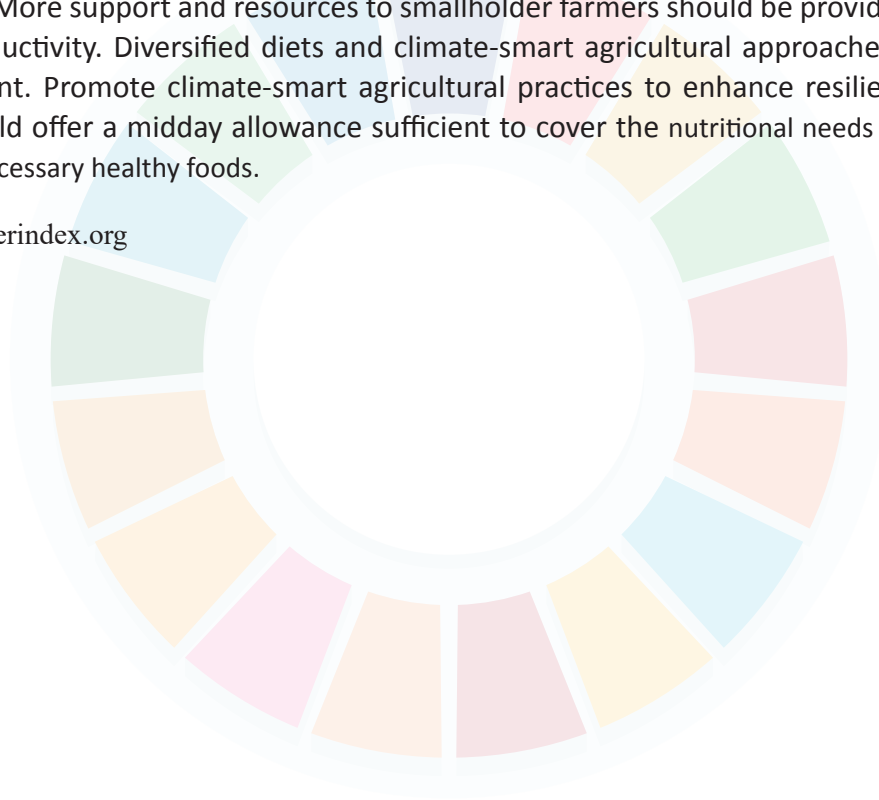 More support and resources to smallholder farmers should be provid
uctivity. Diversified diets and climate-smart agricultural approache
nt. Promote climate-smart agricultural practices to enhance resilie
ld offer a midday allowance sufficient to cover the nutritional needs
cessary healthy foods.
erindex.org